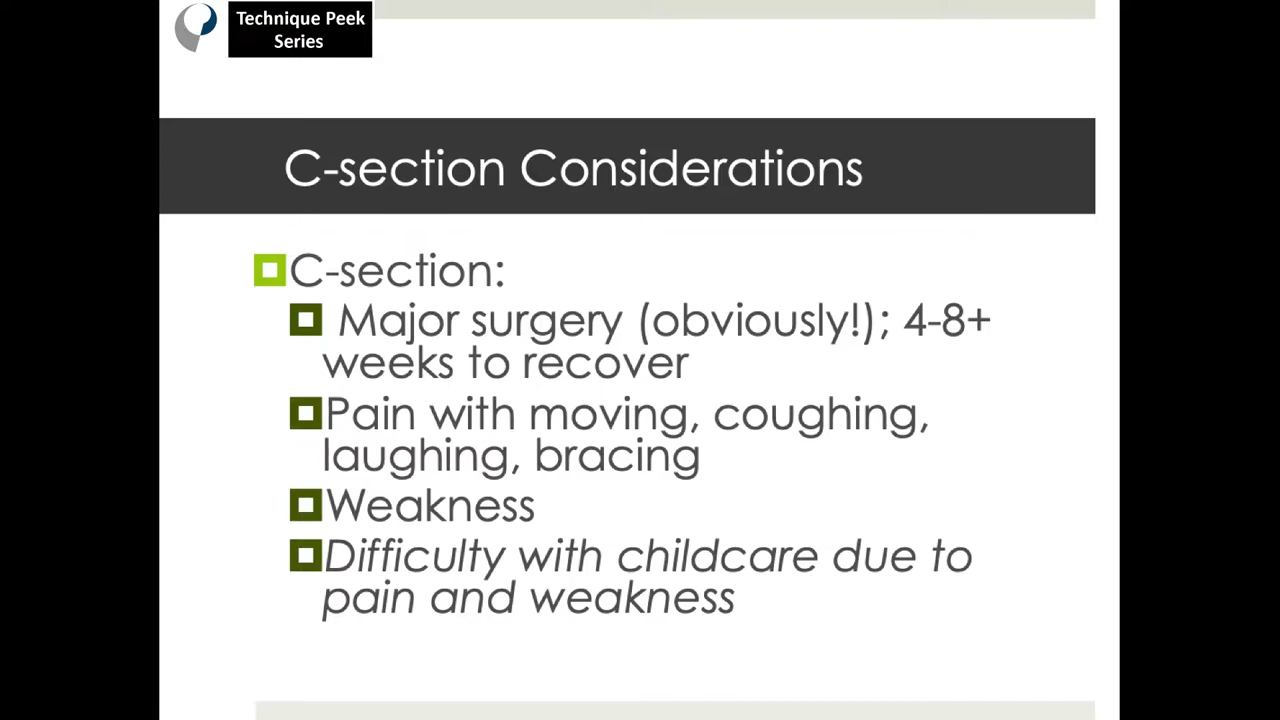 Technique Peek
Series
C-section Considerations
C-section:
Major surgery (obviously!); 4-8+
weeks to recover
Pain with moving, coughing,
laughing, bracing
Weakness
Difficulty with childcare due to
pain and weakness